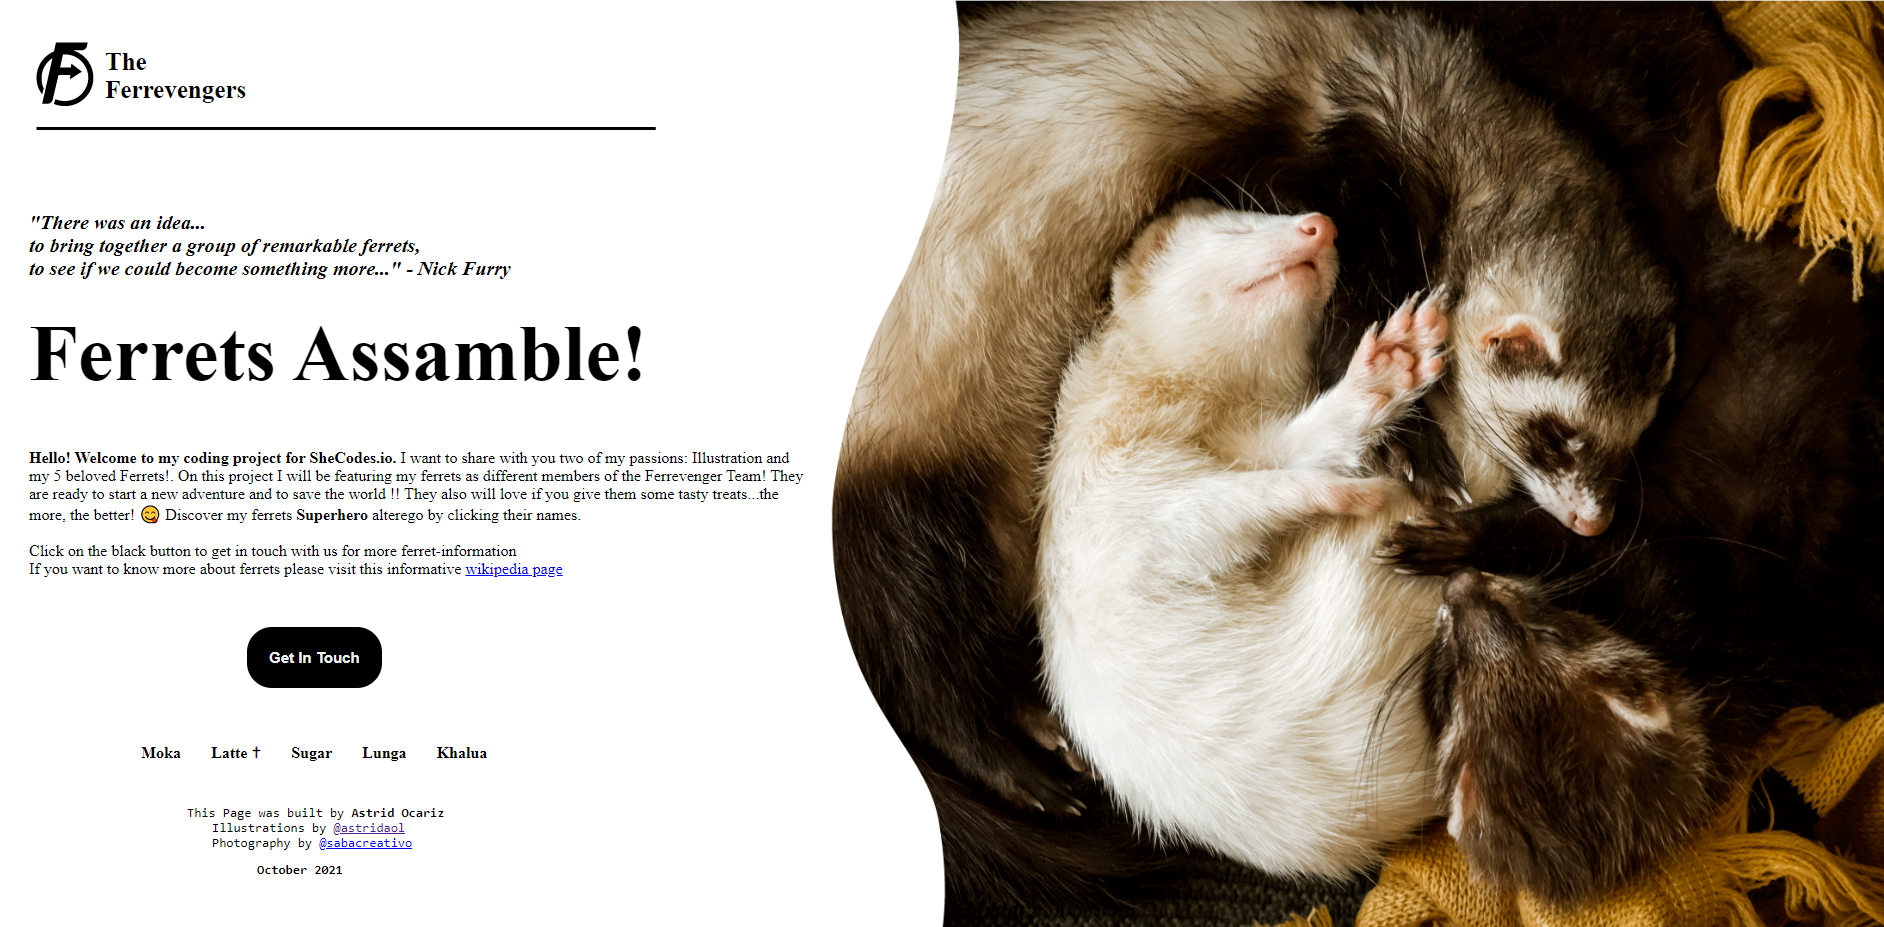 The
Ferrevengers
"There was an idea...
to bring together a group of remarkable ferrets,
to see if we could become something more..." - Nick Furry
Ferrets Assamble!
Hello! Welcome to my coding project for SheCodes.io. I want to share with you two of my passions: Illustration and
my 5 beloved Ferrets!. On this project I will be featuring my ferrets as different members of the Ferrevenger Team! They
are ready to start a new adventure and to save the world !! They also will love if you give them some tasty treats...the
more, the better! 😋 Discover my ferrets Superhero alterego by clicking their names.
Click on the black button to get in touch with us for more ferret-information
If you want to know more about ferrets please visit this informative wikipedia page
Get In Touch
Moka Latte † Sugar Lunga Khalua
This Page was built by Astrid Ocariz
Illustrations by @astridaol
Photography by @sabacreativo
October 2021